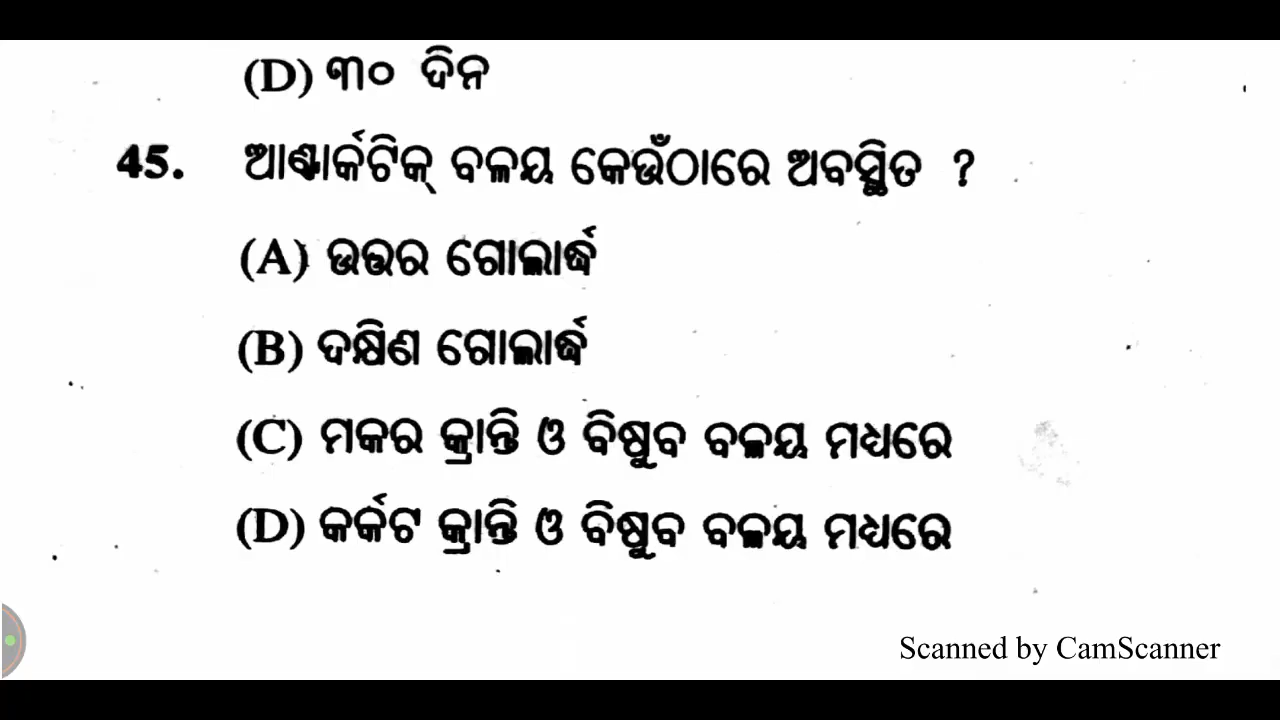 (D) ୩୦ ଦିନ
45. ଆଣ୍ଟାର୍କଟିକ୍ ବଳୟ କେଉଁଠାରେ ଅବସ୍ଥିତ ?
(A) ଉତ୍ତର ଗୋଲାର୍ଦ୍ଧ
(B) ଦକ୍ଷିଣ ଗୋଲାର୍ଦ୍ଧ
(C) ମକର କ୍ରାନ୍ତି ଓ ବିଷୁବ ବଳୟ ମଧ୍ୟରେ
(D) କର୍କଟ କ୍ରାନ୍ତି ଓ ବିଷୁବ ବଳୟ ମଧ୍ୟରେ
Scanned by CamScanner